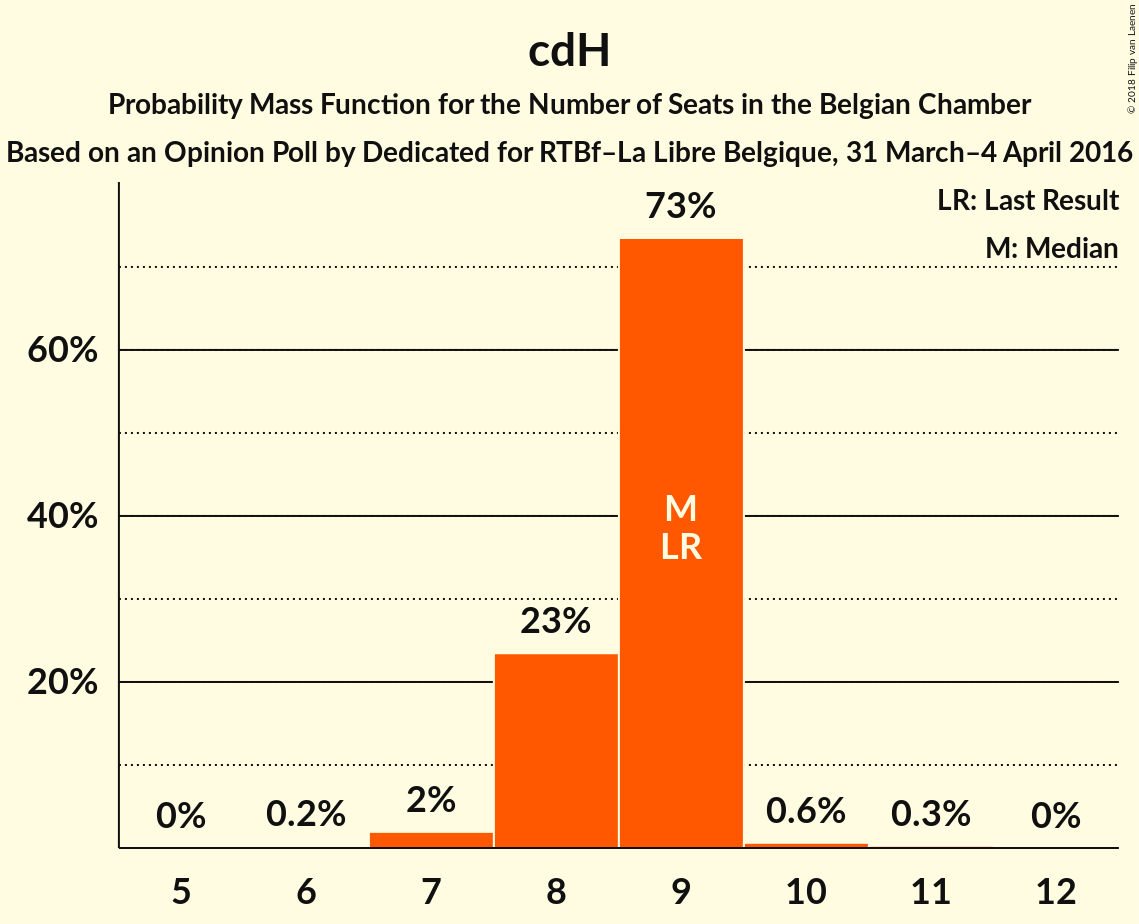 cdH
Probability Mass Function for the Number of Seats in the Belgian Chamber
Based on an Opinion Poll by Dedicated for RTBf–La Libre Belgique, 31 March–4 April 2016
© 2018 Filip van Laenen
LR: Last Result
M: Median
60%
40%
20%
0%
0.2%
2%
23%
73%
M
LR
0.6%
0.3%
0%
5
6
7
8
9
10
11
12